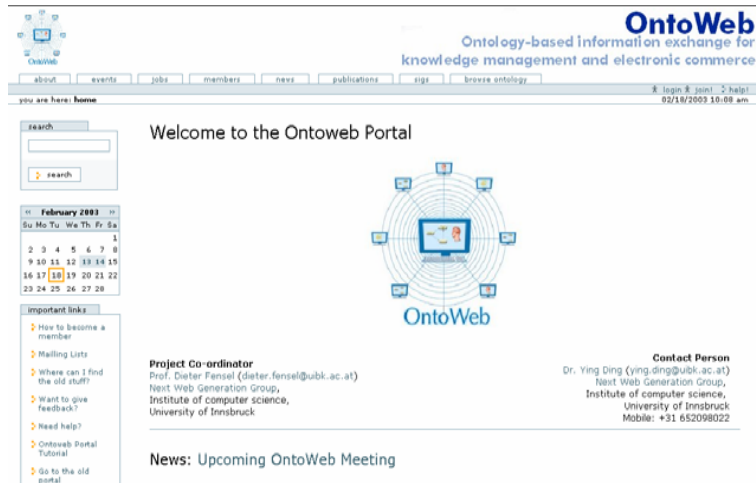 OntoWeb
OntoWeb
Ontology-based information exchange for
knowledge management and electronic commerce
about events jobs members news publications sigs browse ontology
login join! help!
you are here: home
02/18/2003 10:08 am
search
search
Welcome to the Ontoweb Portal
« February 2003 »
Su Mo Tu We Th Fr Sa
1
2 3 4 5 6 7 8
9 10 11 12 13 14 15
16 17 18 19 20 21 22
23 24 25 26 27 28
important links
How to become a
member
Mailing Lists
Where can I find
the old stuff?
Want to give
feedback?
Need help?
Ontoweb Portal
Tutorial
Go to the old
portal
OntoWeb
Project Co-ordinator
Prof. Dieter Fensel (dieter.fensel@uibk.ac.at)
Next Web Generation Group,
Institute of computer science,
University of Innsbruck
Contact Person
Dr. Ying Ding (ying.ding@uibk.ac.at)
Next Web Generation Group,
Institute of computer science,
University of Innsbruck
Mobile: +31 652098022
News: Upcoming OntoWeb Meeting